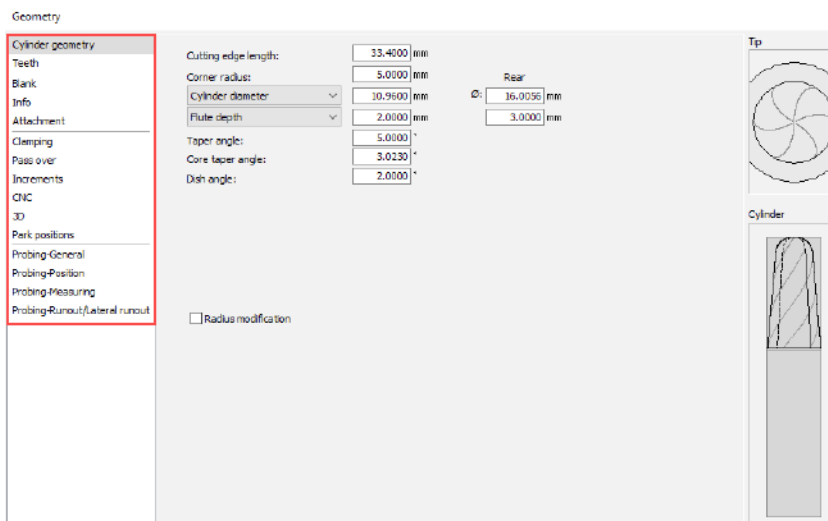 Geometry
Cylinder geometry
Teeth
Blank
Info
Attachment
Clamping
Pass over
Increments
CNC
3D
Park positions
Probing-General
Probing-Position
Probing-Measuring
Probing-Runout/Lateral runout
Cutting edge length: 33.4000 mm
Corner radius: 5.0000 mm Rear
Cylinder diameter 10.9600 mm Ø: 16.0056 mm
Flute depth 2.0000 mm 3.0000 mm
Taper angle: 5.0000 °
Core taper angle: 3.0230 °
Dish angle: 2.0000 °
Radius modification
Tip
Cylinder